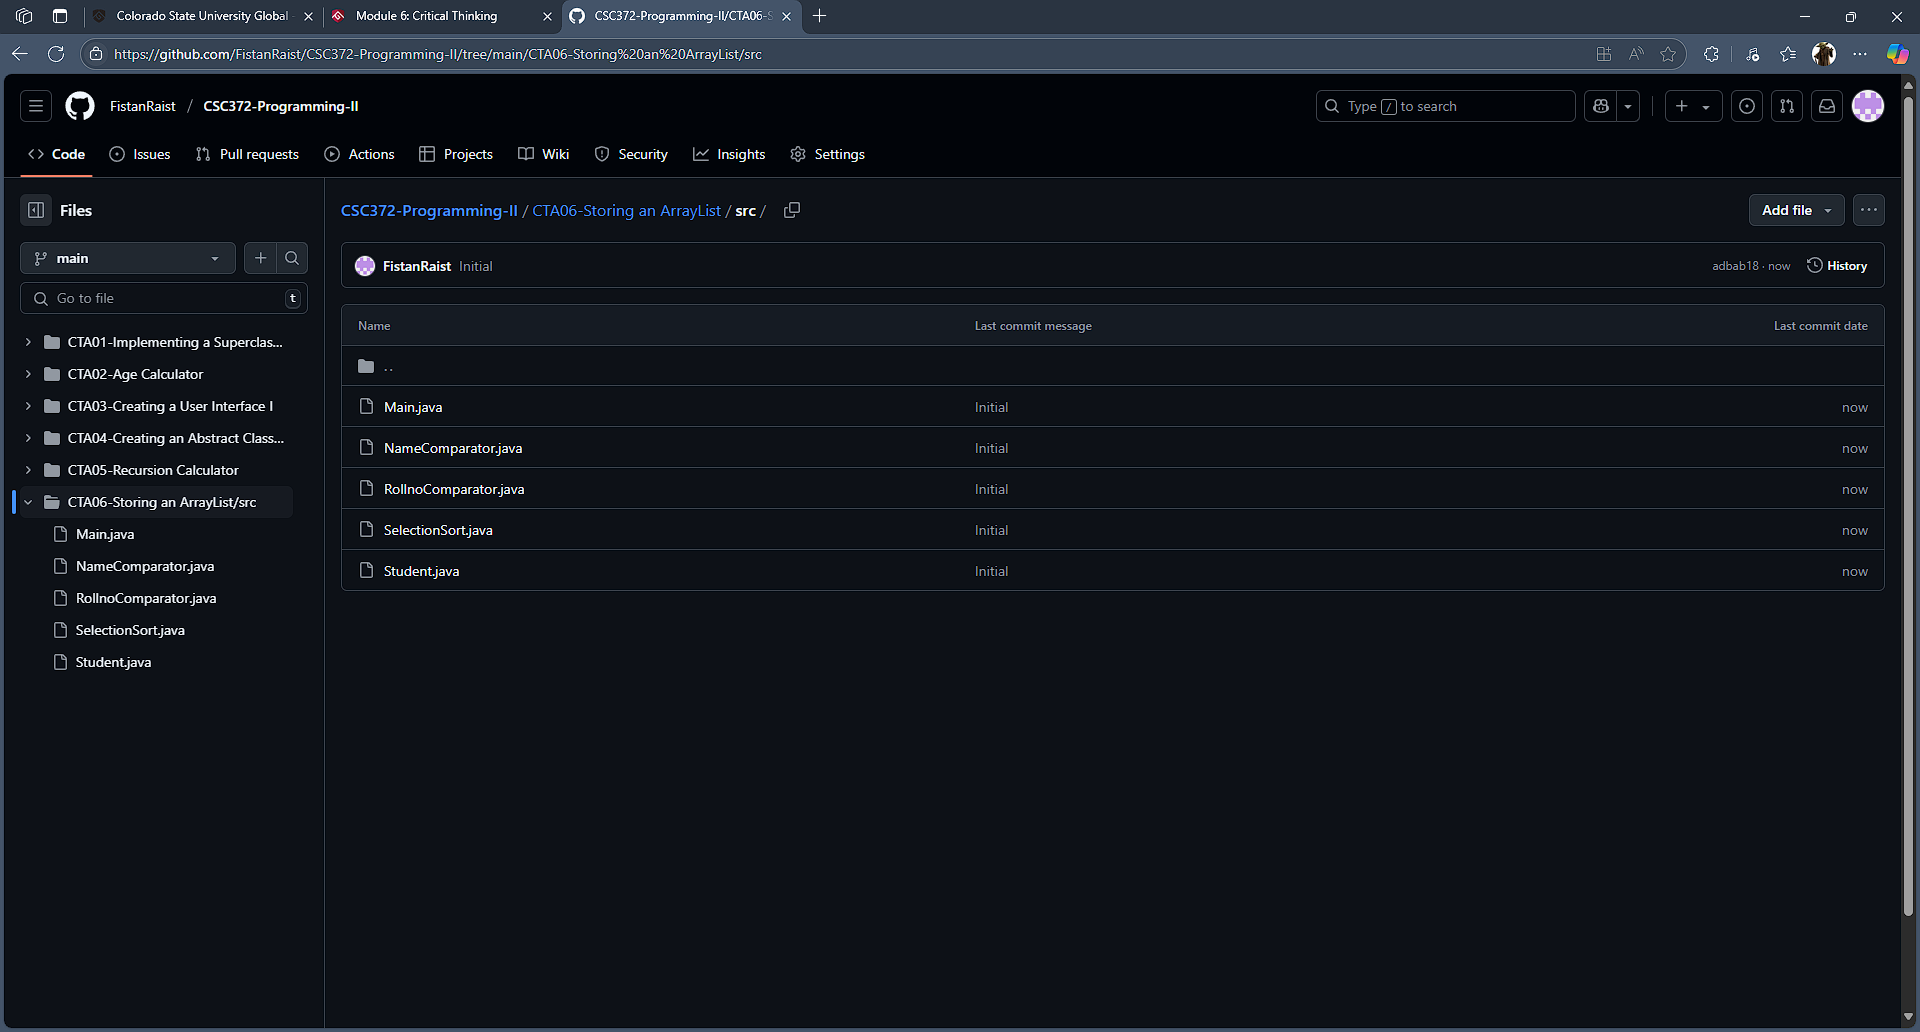 Colorado State University Global
Module 6: Critical Thinking
CSC372-Programming-II/CTA06-S
https://github.com/FistanRaist/CSC372-Programming-II/tree/main/CTA06-Storing%20an%20ArrayList/src
FistanRaist / CSC372-Programming-II
Type / to search
Code
Issues
Pull requests
Actions
Projects
Wiki
Security
Insights
Settings
Files
main
Go to file
t
CTA01-Implementing a Superclas...
CTA02-Age Calculator
CTA03-Creating a User Interface I
CTA04-Creating an Abstract Class...
CTA05-Recursion Calculator
CTA06-Storing an ArrayList/src
Main.java
NameComparator.java
RollnoComparator.java
SelectionSort.java
Student.java
CSC372-Programming-II / CTA06-Storing an ArrayList / src /
Add file
FistanRaist Initial
adbab18 · now
History
Name Last commit message Last commit date
..
Main.java Initial now
NameComparator.java Initial now
RollnoComparator.java Initial now
SelectionSort.java Initial now
Student.java Initial now